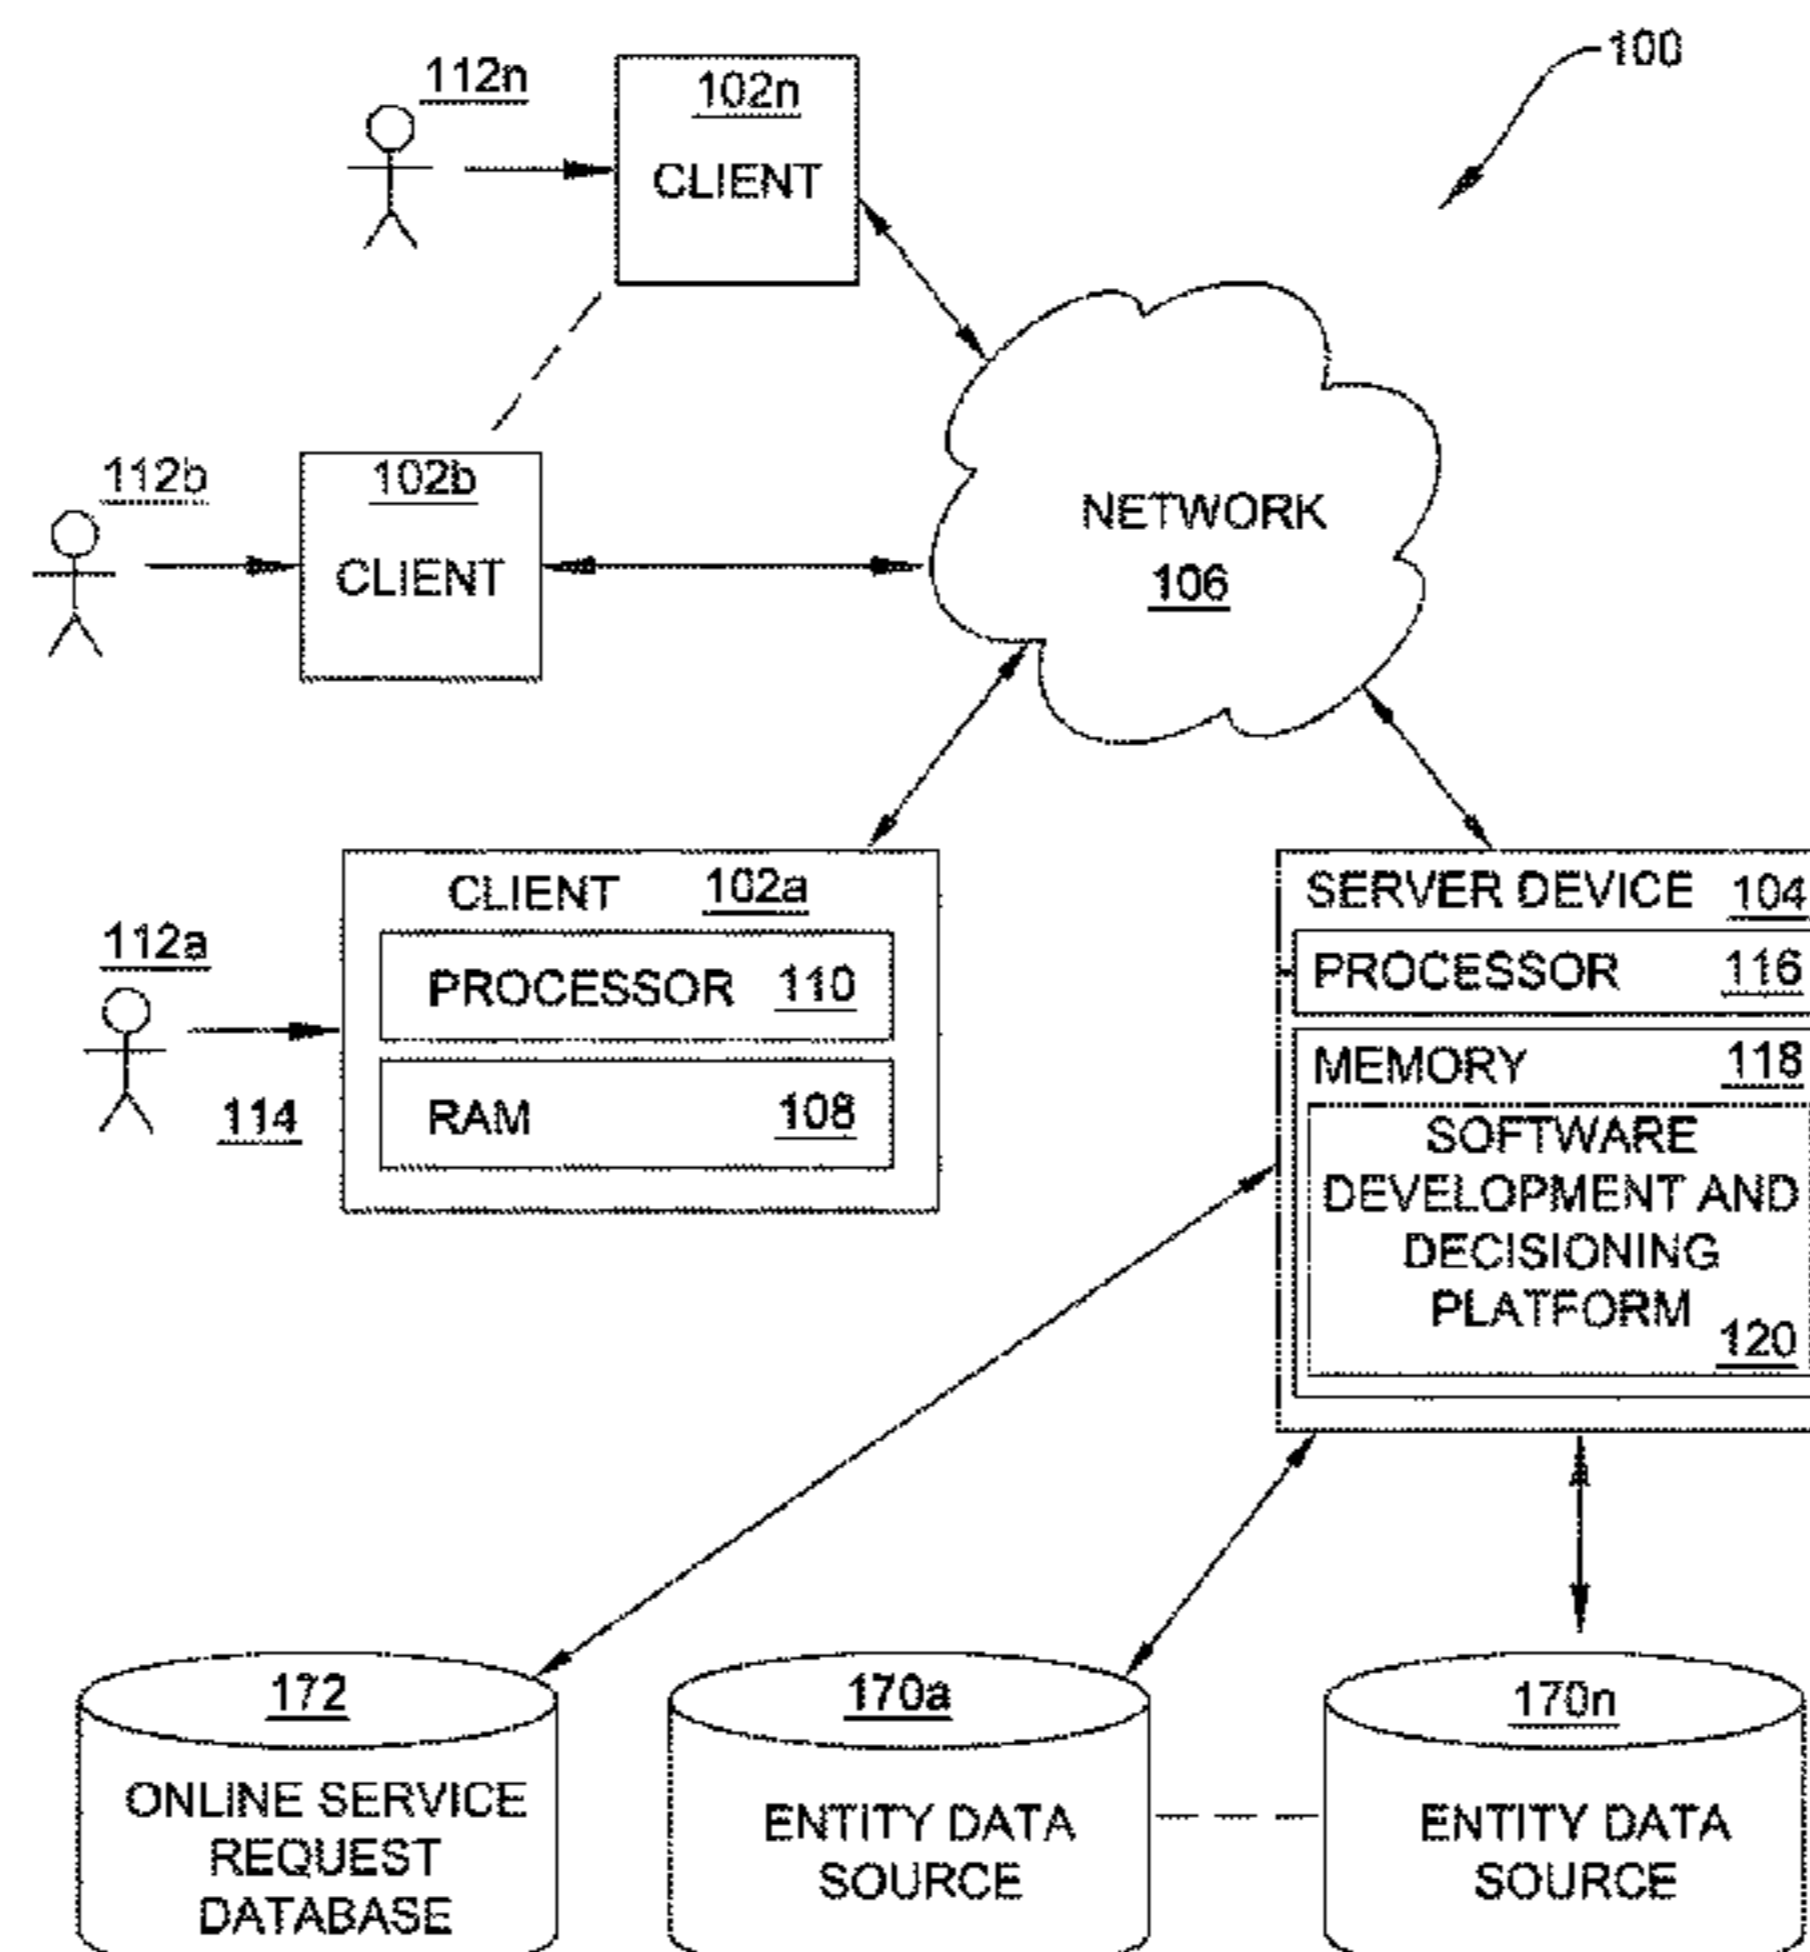 100
112n
102n
CLIENT
112b
102b
CLIENT
NETWORK
106
CLIENT 102a
PROCESSOR 110
RAM 108
112a
114
SERVER DEVICE 104
PROCESSOR 116
MEMORY 118
SOFTWARE
DEVELOPMENT AND
DECISIONING
PLATFORM
120
172
ONLINE SERVICE
REQUEST
DATABASE
170a
ENTITY DATA
SOURCE
170n
ENTITY DATA
SOURCE